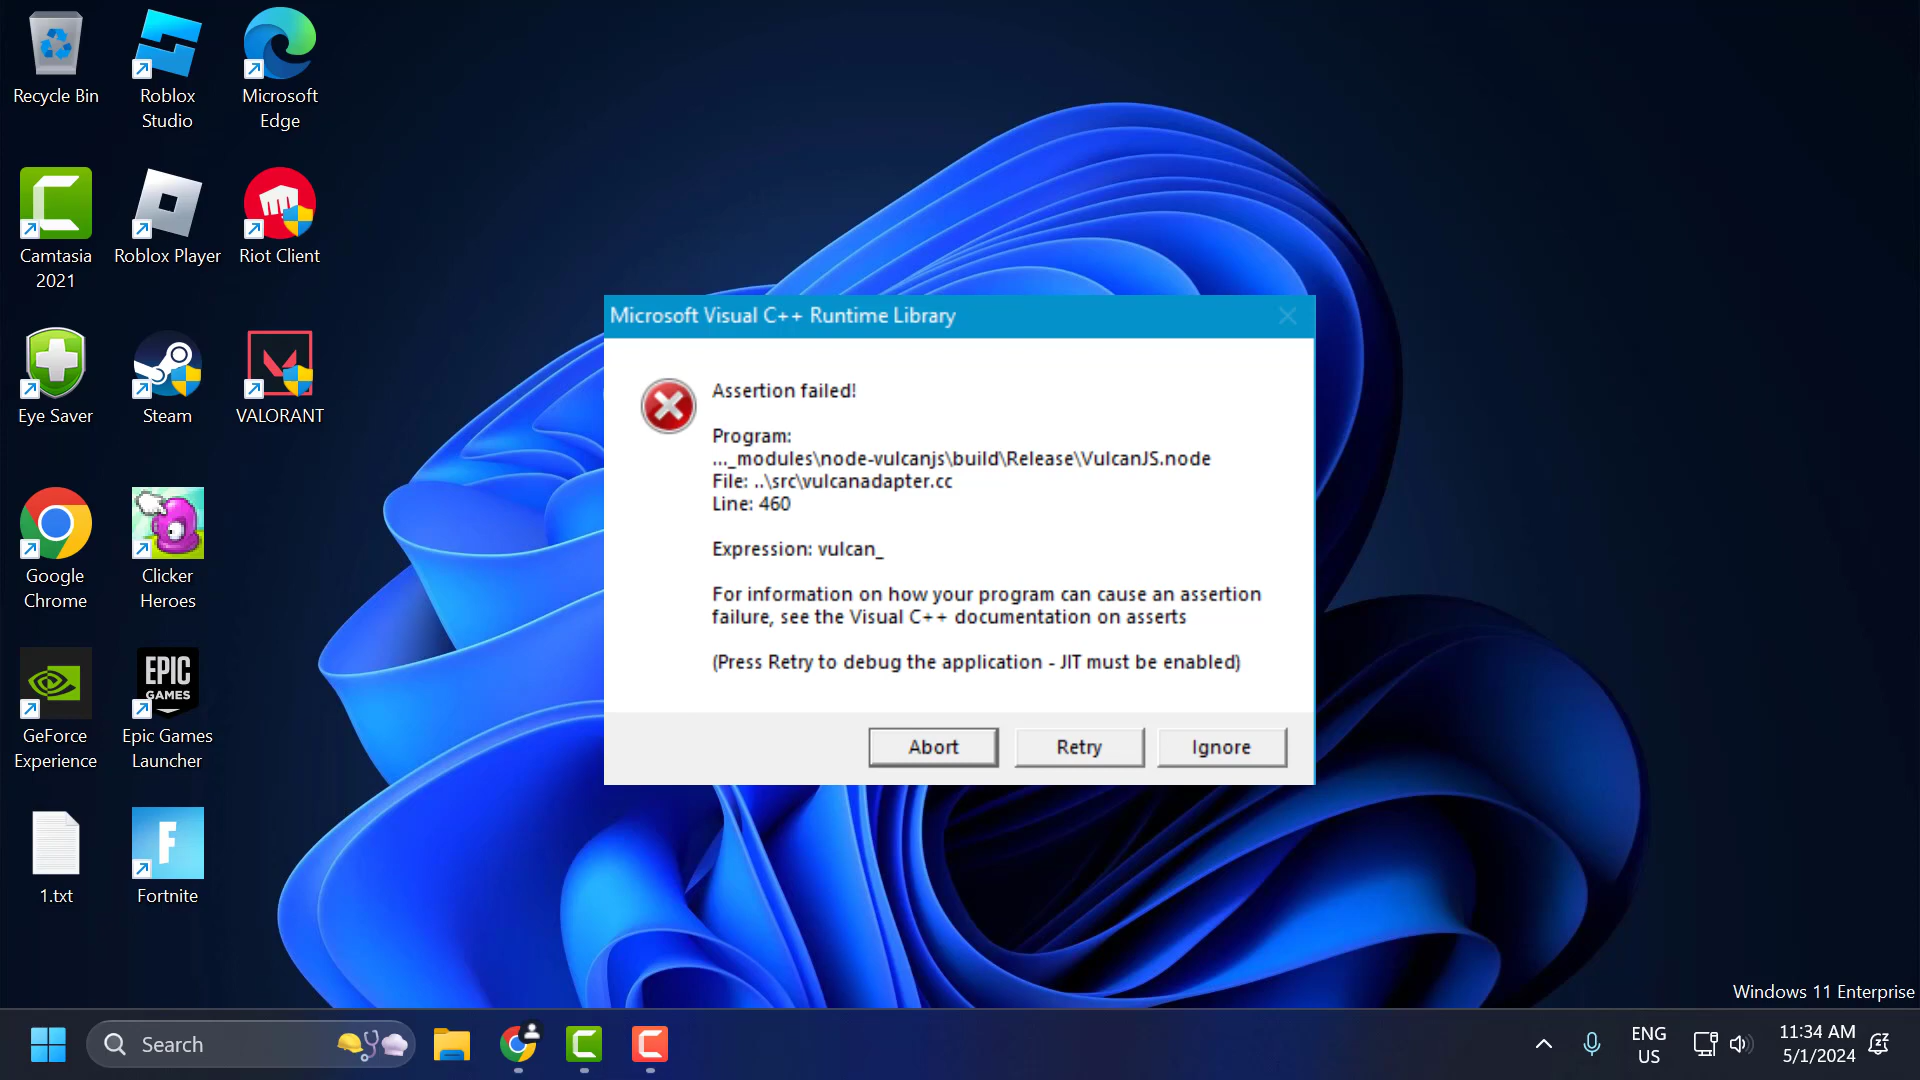 Recycle Bin
Roblox
Studio
Microsoft
Edge
Camtasia
2021
Roblox Player
Riot Client
Eye Saver
Steam
VALORANT
Google
Chrome
Clicker
Heroes
GeForce
Experience
EPIC
GAMES
Epic Games
Launcher
1.txt
F
Fortnite
Microsoft Visual C++ Runtime Library
Assertion failed!
Program:
..._modules\node-vulcanjs\build\Release\VulcanJS.node
File: ..\src\vulcanadapter.cc
Line: 460
Expression: vulcan_
For information on how your program can cause an assertion
failure, see the Visual C++ documentation on asserts
(Press Retry to debug the application - JIT must be enabled)
Abort
Retry
Ignore
Windows 11 Enterprise
Search
ENG
US
11:34 AM
5/1/2024